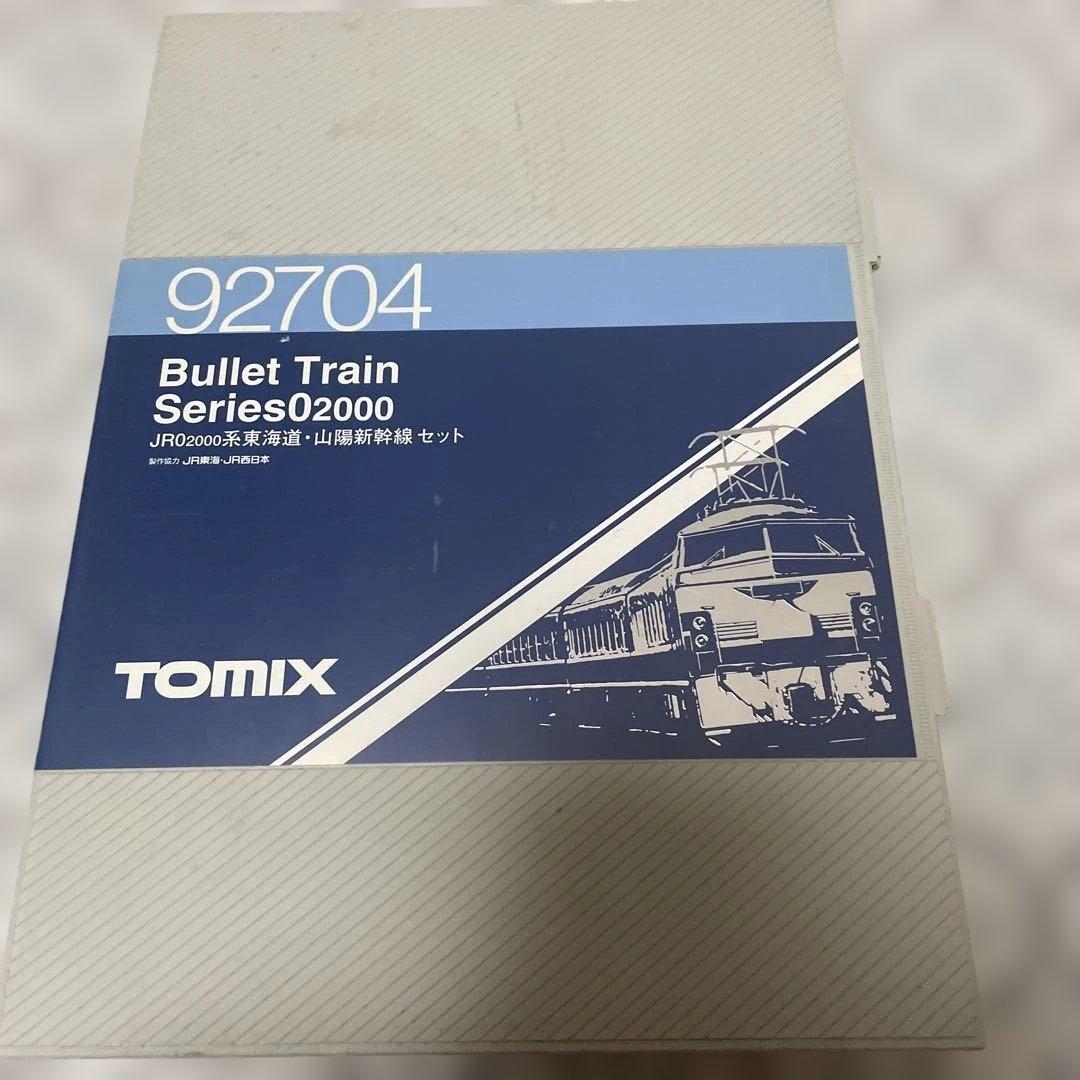 92704
Bullet Train
Series02000
JR02000系東海道・山陽新幹線 セット
製作協力 JR東海・JR西日本
TOMIX